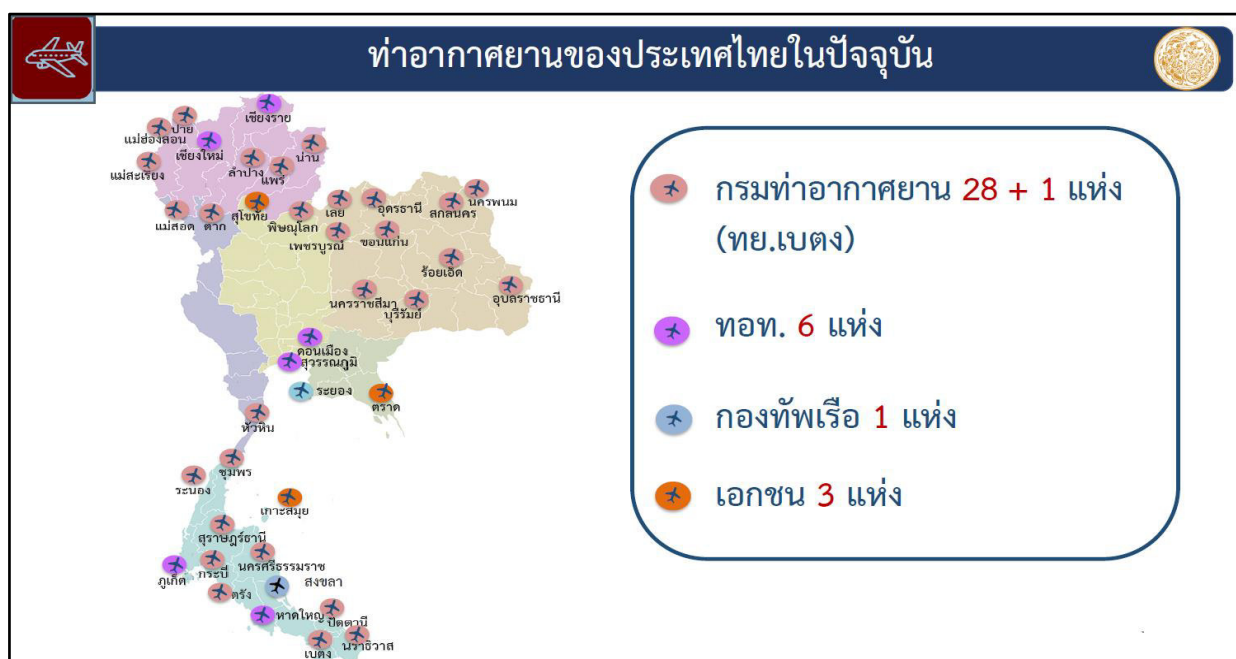 ท่าอากาศยานของประเทศไทยในปัจจุบัน
เชียงราย
ปาย
แม่ฮ่องสอน
เชียงใหม่
น่าน
แม่สะเรียง
ลำปาง
แพร่
แม่สอด
ตาก
สุโขทัย
พิษณุโลก
เลย
อุดรธานี
สกลนคร
นครพนม
เพชรบูรณ์
ขอนแก่น
ร้อยเอ็ด
นครราชสีมา
บุรีรัมย์
อุบลราชธานี
ดอนเมือง
สุวรรณภูมิ
ระยอง
ตราด
หัวหิน
ชุมพร
ระนอง
เกาะสมุย
สุราษฎร์ธานี
ภูเก็ต
กระบี่
นครศรีธรรมราช
สงขลา
ตรัง
หาดใหญ่
ปัตตานี
เบตง
นราธิวาส
กรมท่าอากาศยาน 28 + 1 แห่ง
(ทย.เบตง)
ทอท. 6 แห่ง
กองทัพเรือ 1 แห่ง
เอกชน 3 แห่ง